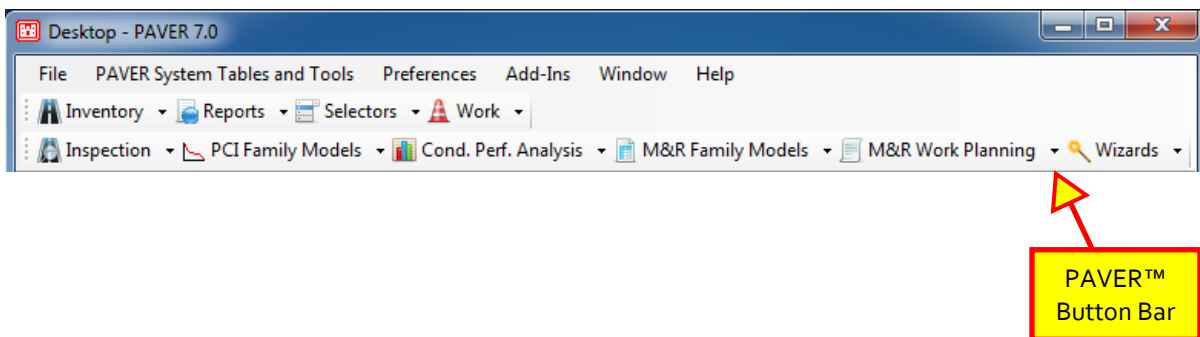 Desktop - PAVER 7.0
File PAVER System Tables and Tools Preferences Add-Ins Window Help
Inventory Reports Selectors Work
Inspection PCI Family Models Cond. Perf. Analysis M&R Family Models M&R Work Planning Wizards
PAVER™
Button Bar